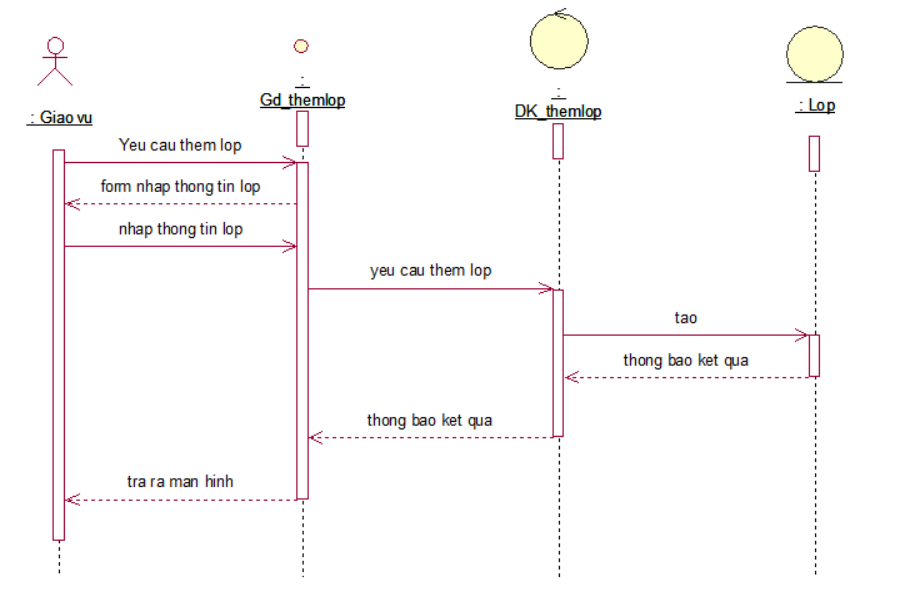 : Giao vu
:
Gd_themlop
:
DK_themlop
: Lop
Yeu cau them lop
form nhap thong tin lop
nhap thong tin lop
yeu cau them lop
tao
thong bao ket qua
thong bao ket qua
tra ra man hinh